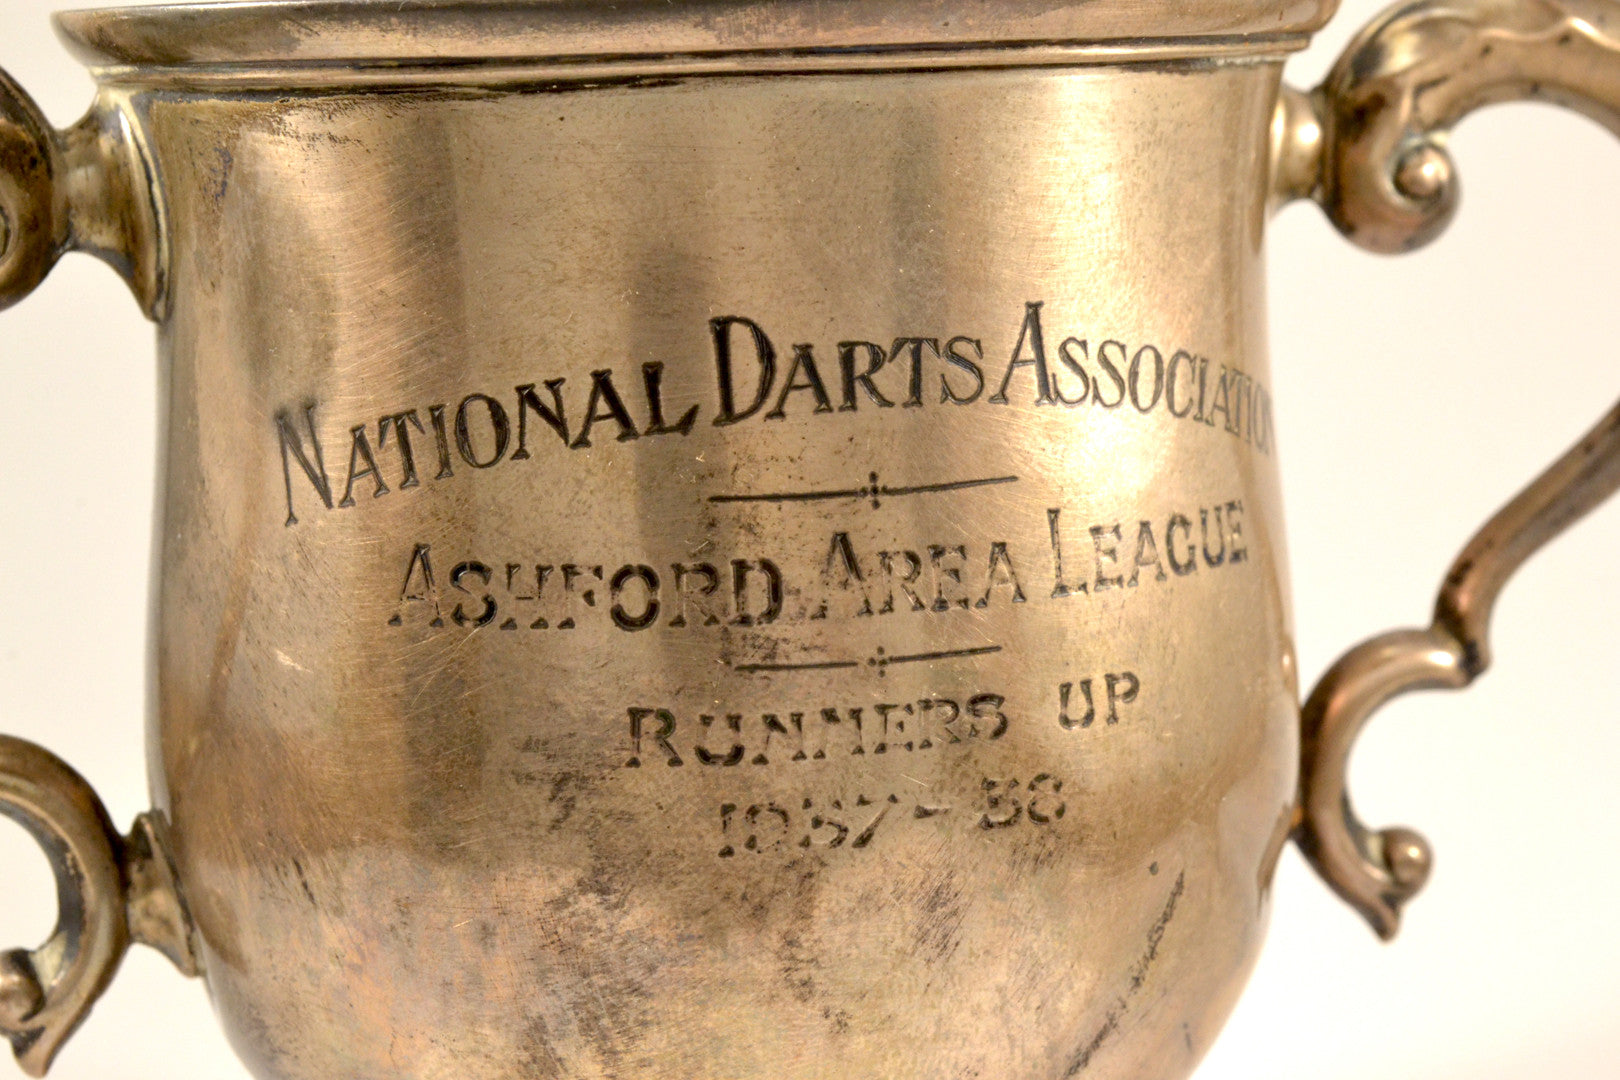 NATIONAL DARTS ASSOCIATION
ASHFORD AREA LEAGUE
RUNNERS UP
1937-38